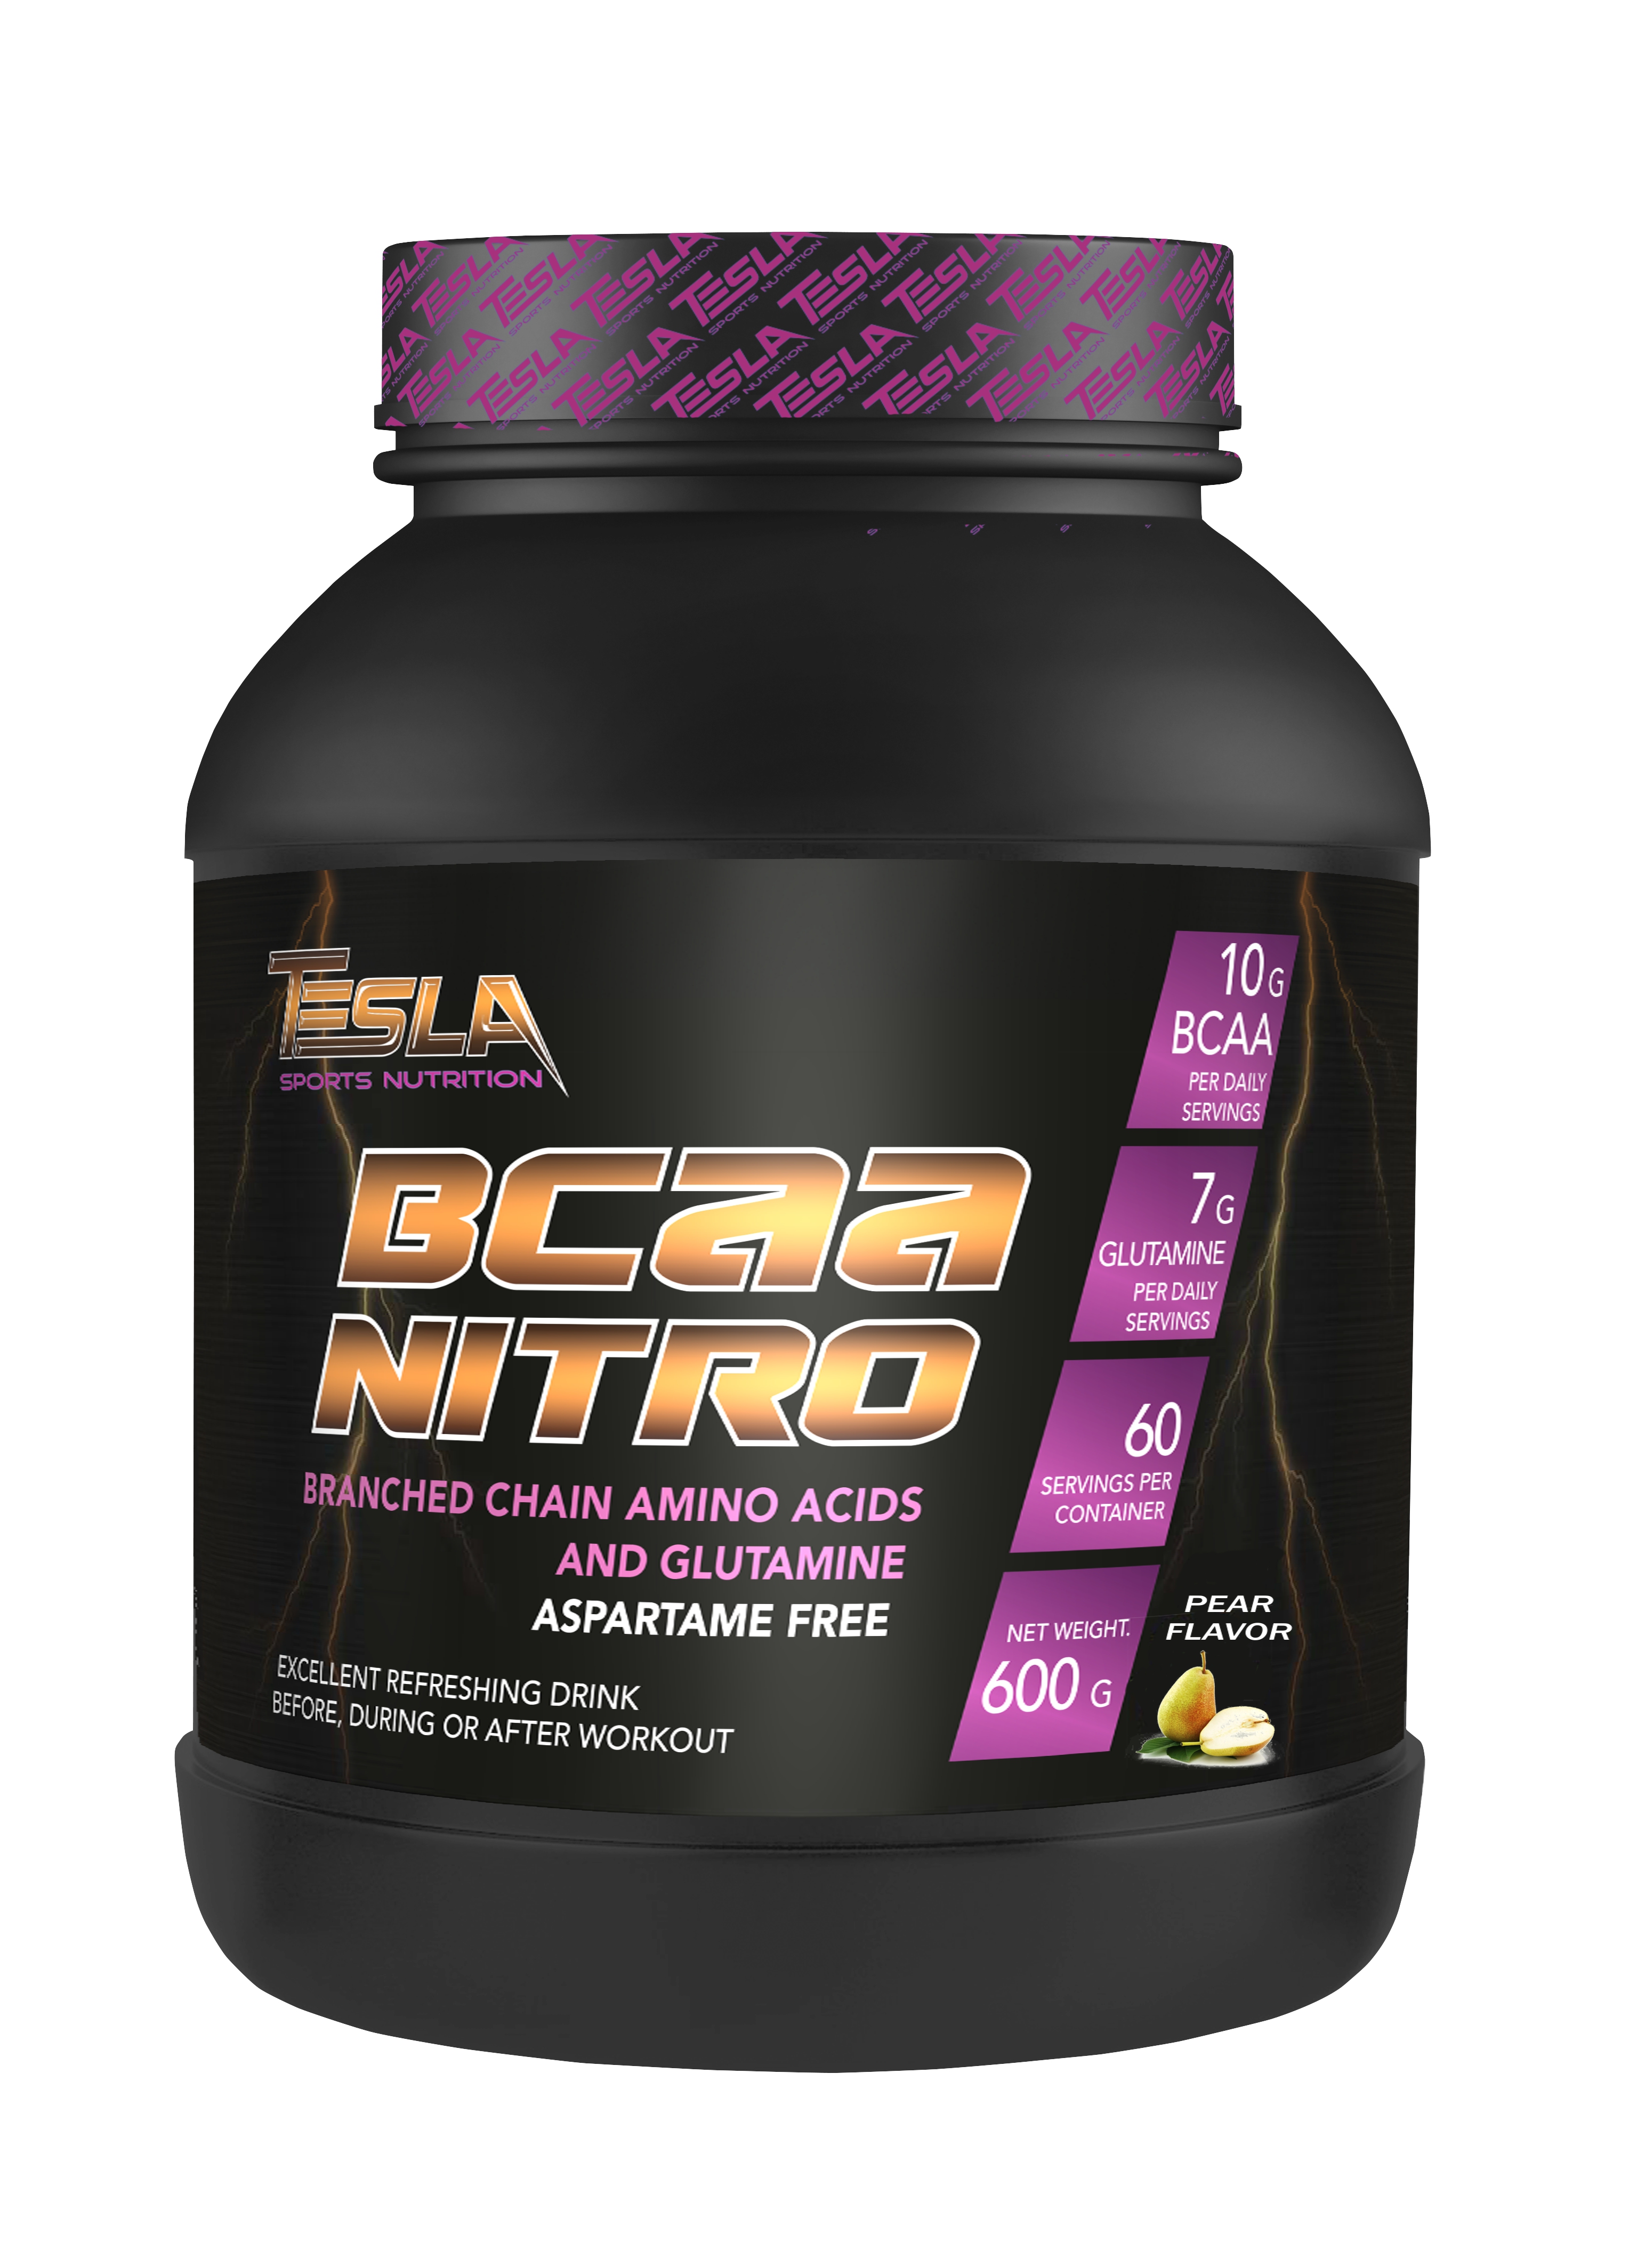 TESLA
SPORTS NUTRITION
BCAA
NITRO
BRANCHED CHAIN AMINO ACIDS
AND GLUTAMINE
ASPARTAME FREE
EXCELLENT REFRESHING DRINK
BEFORE, DURING OR AFTER WORKOUT
10 G
BCAA
PER DAILY
SERVINGS
7 G
GLUTAMINE
PER DAILY
SERVINGS
60
SERVINGS PER
CONTAINER
NET WEIGHT.
600 G
PEAR
FLAVOR